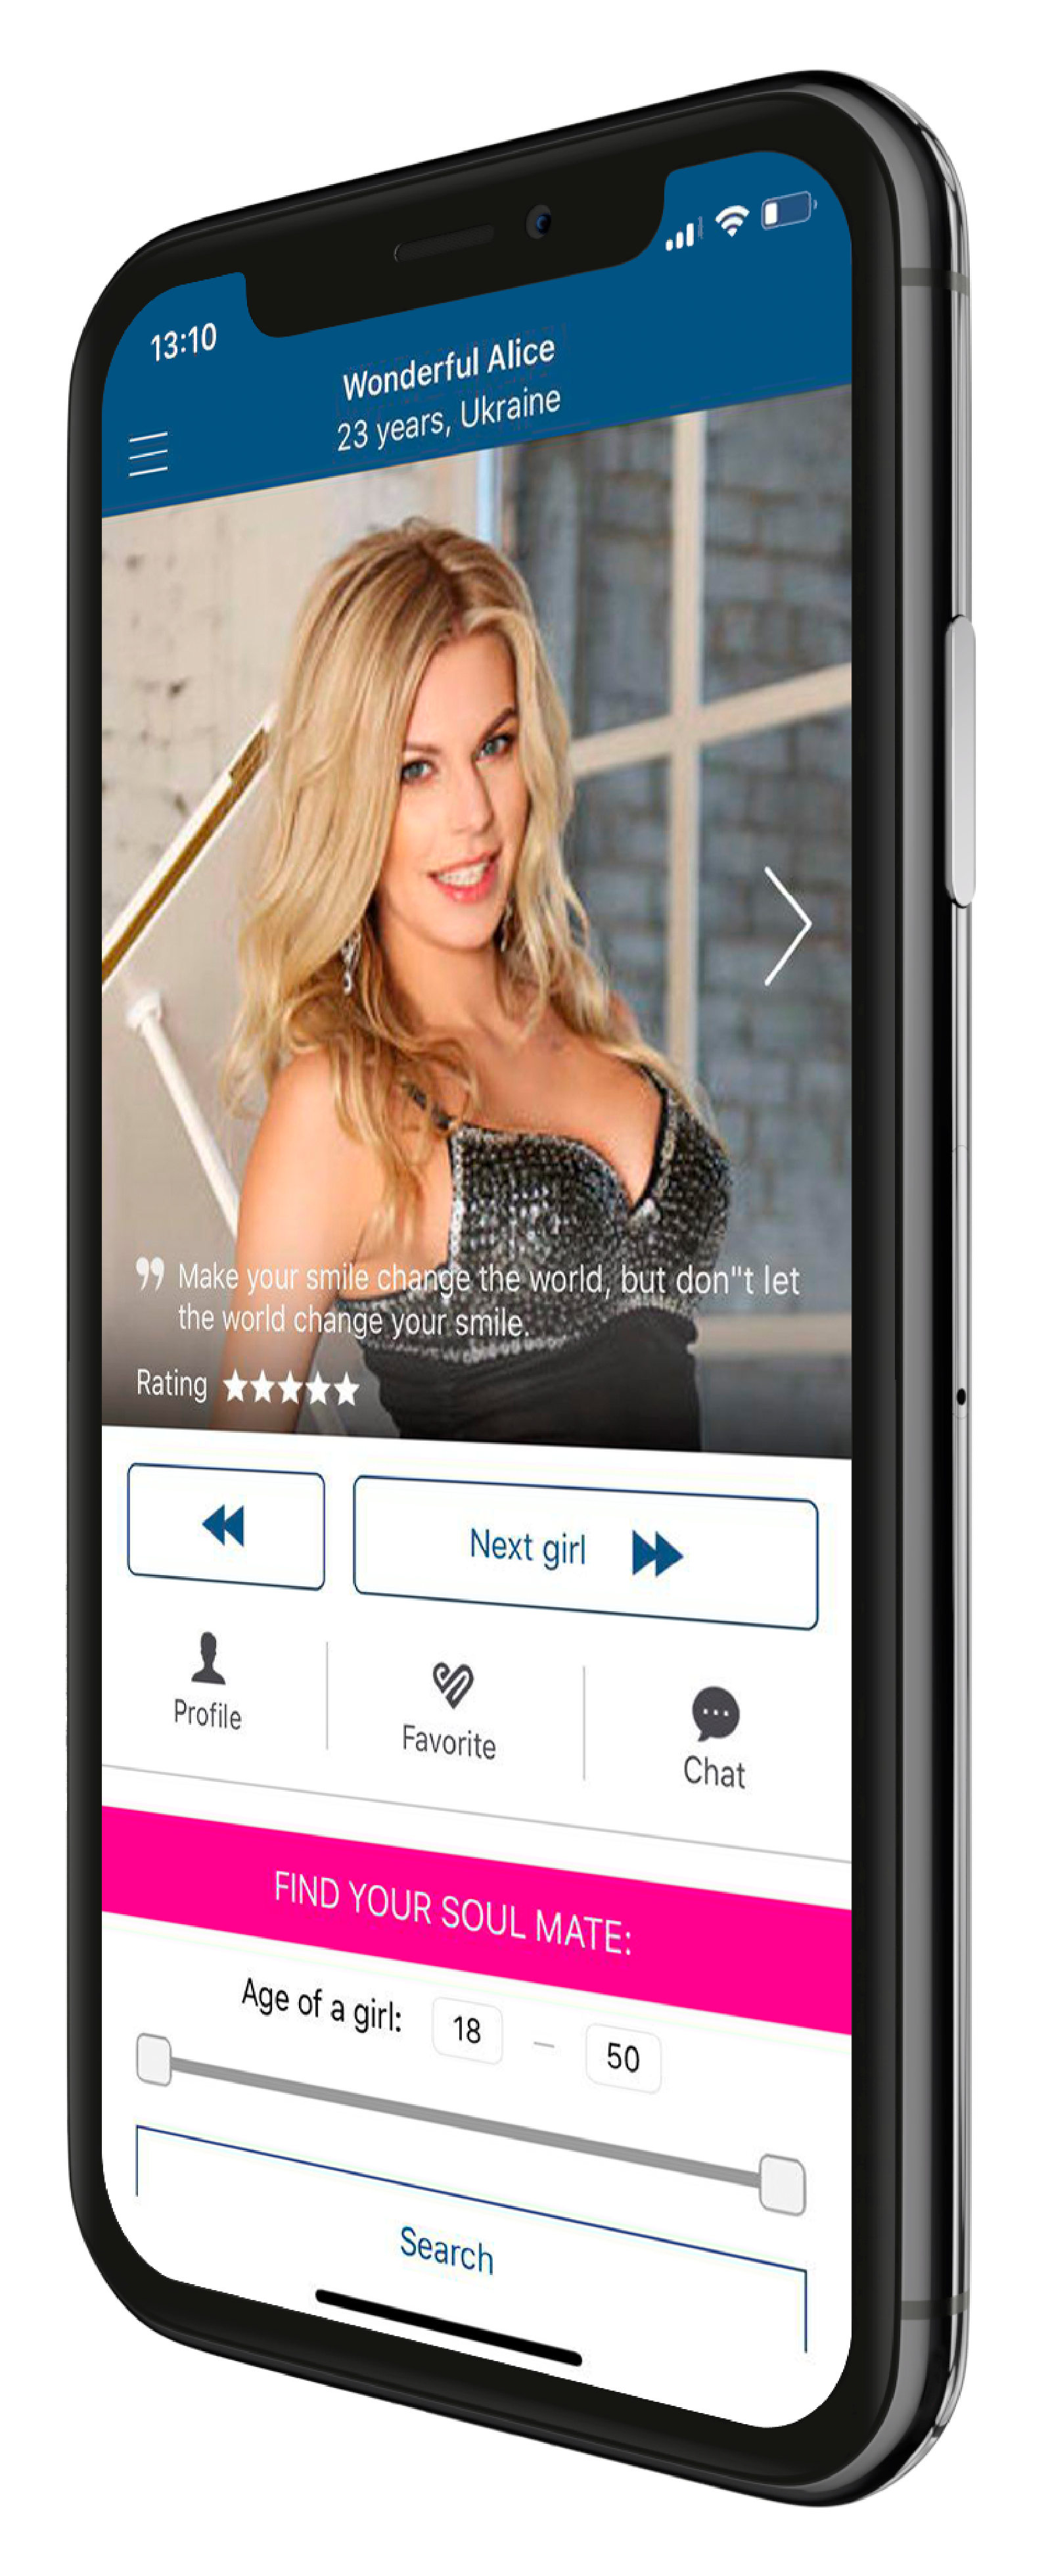 13:10
Wonderful Alice
23 years, Ukraine
Make your smile change the world, but don"t let
the world change your smile.
Rating
Next girl
Profile
Favorite
Chat
FIND YOUR SOUL MATE:
Age of a girl: 18 – 50
Search